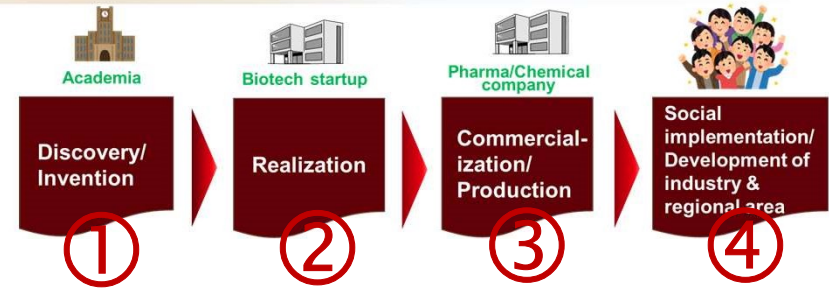 Academia
Discovery/
Invention
①
Biotech startup
Realization
②
Pharma/Chemical
company
Commercial-
ization/
Production
③
Social
implementation/
Development of
industry &
regional area
④